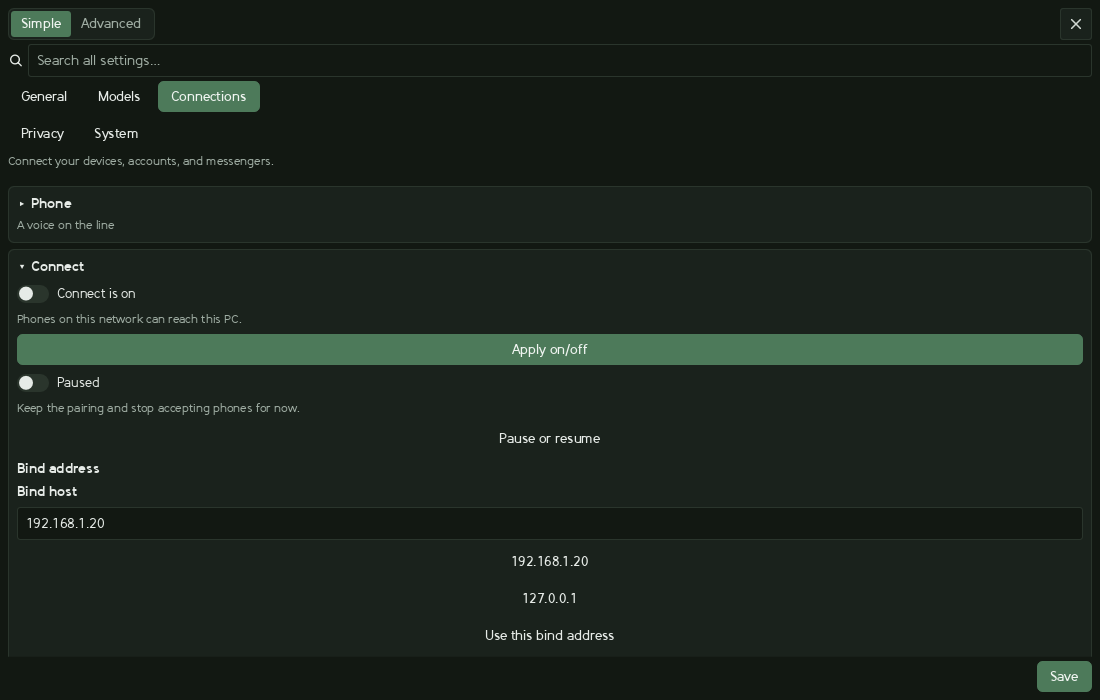 Simple Advanced
Search all settings...
General Models Connections
Privacy System
Connect your devices, accounts, and messengers.
Phone
A voice on the line
Connect
Connect is on
Phones on this network can reach this PC.
Apply on/off
Paused
Keep the pairing and stop accepting phones for now.
Pause or resume
Bind address
Bind host
192.168.1.20
192.168.1.20
127.0.0.1
Use this bind address
Save